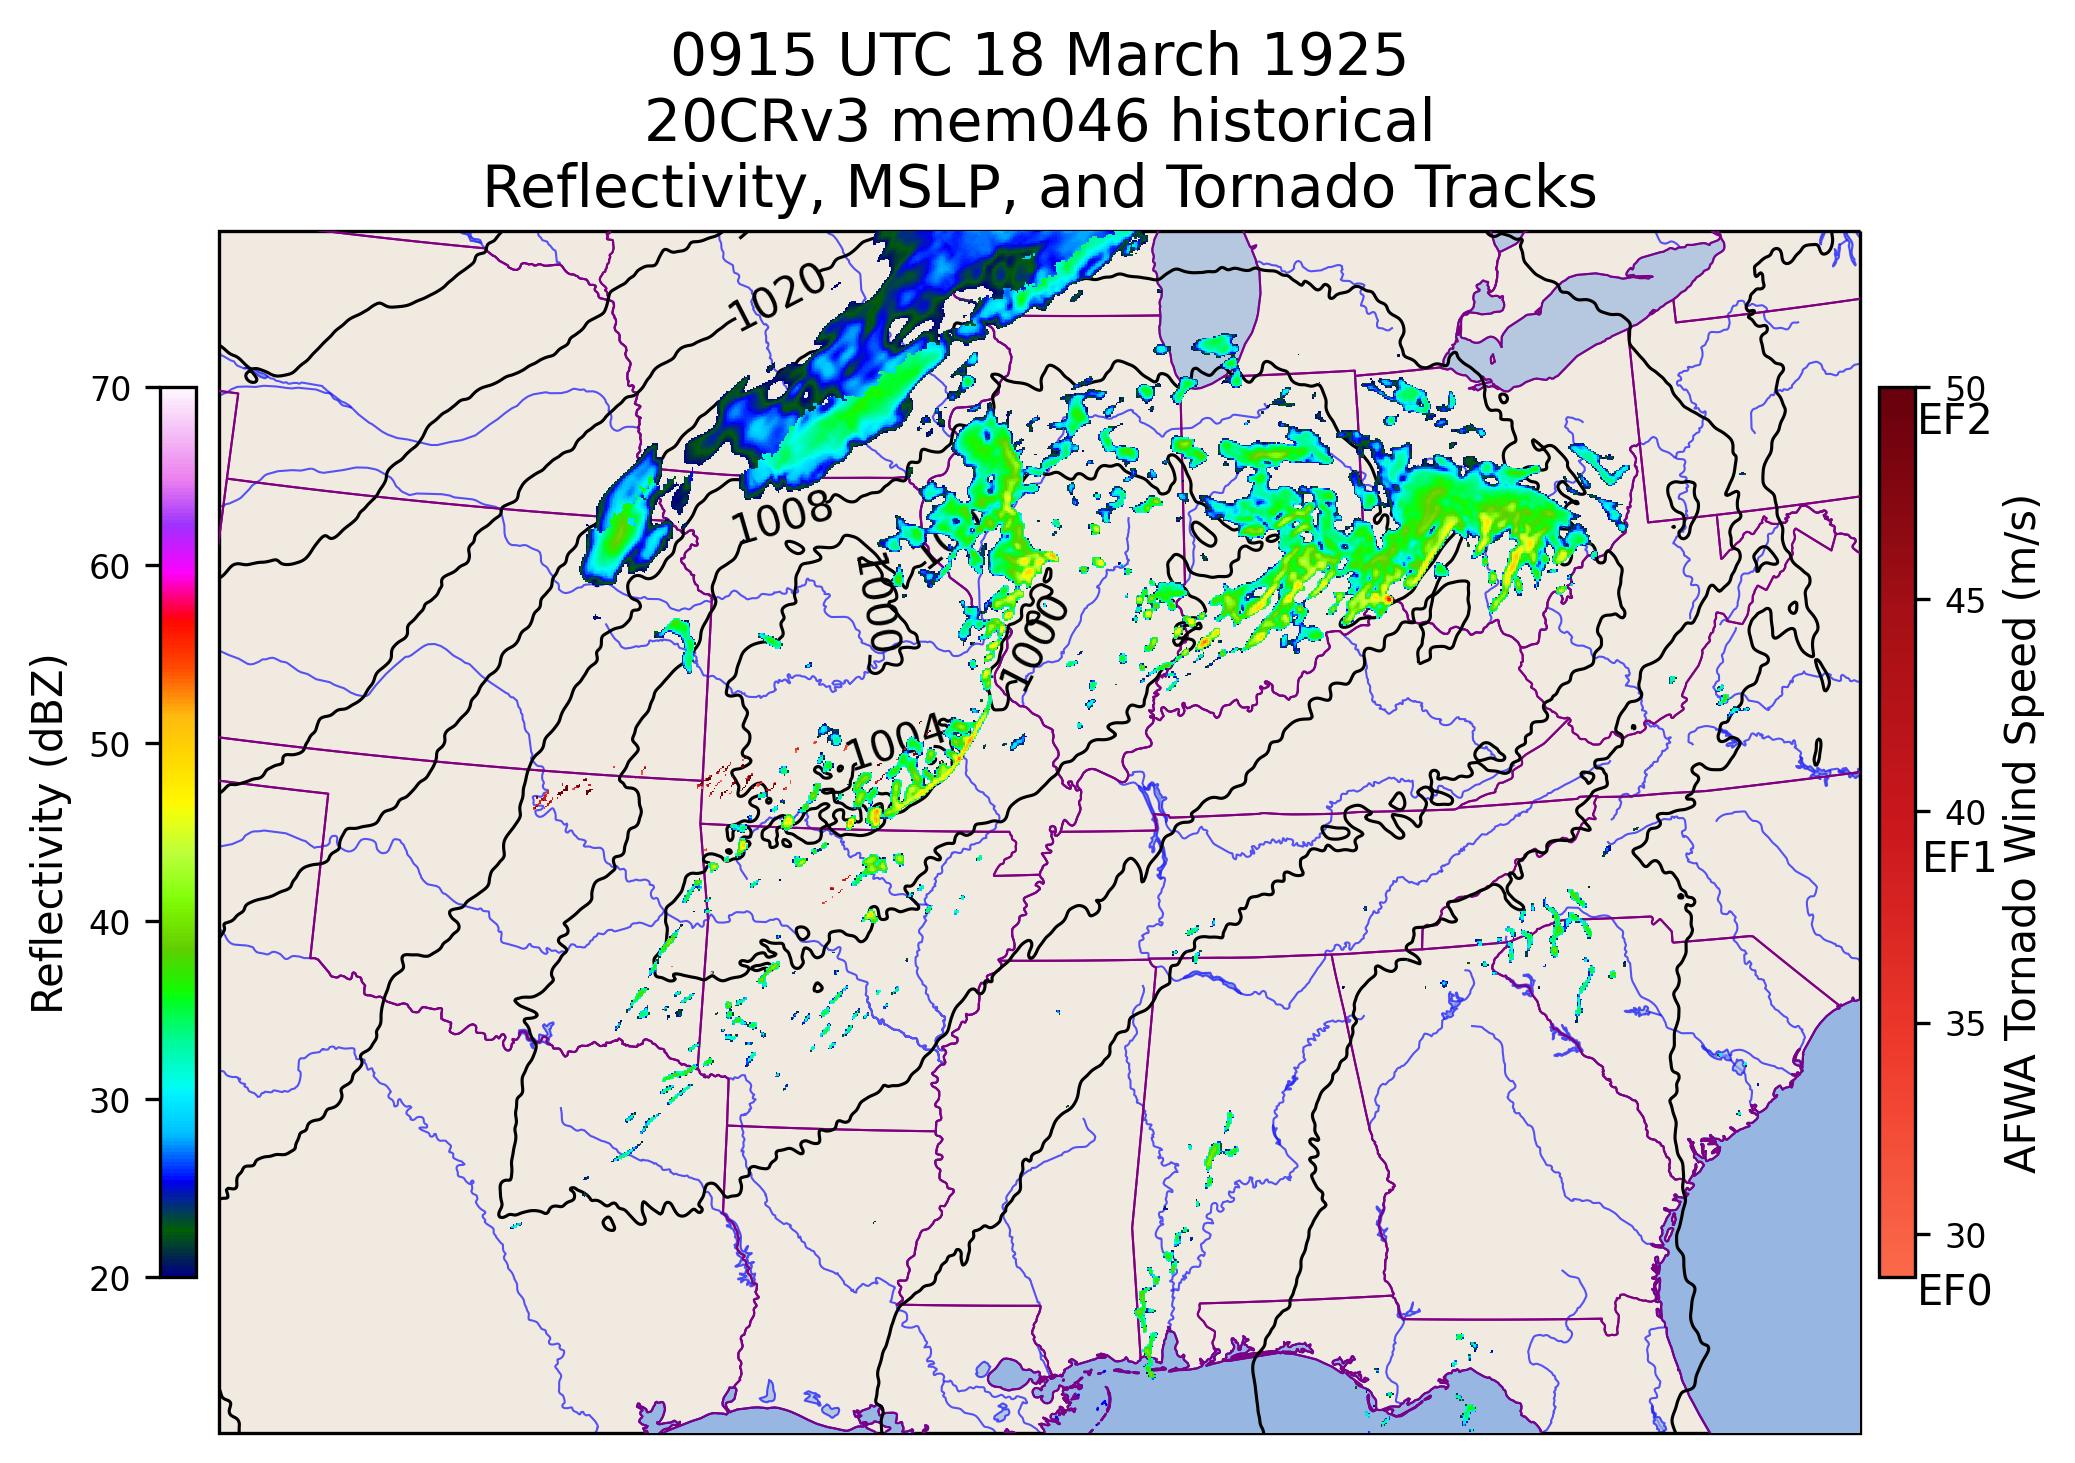 0915 UTC 18 March 1925
20CRv3 mem046 historical
Reflectivity, MSLP, and Tornado Tracks
1020
1008
1000
1000
1004
70
60
50
40
30
20
Reflectivity (dBZ)
50
EF2
45
40
EF1
35
30
EF0
AFWA Tornado Wind Speed (m/s)